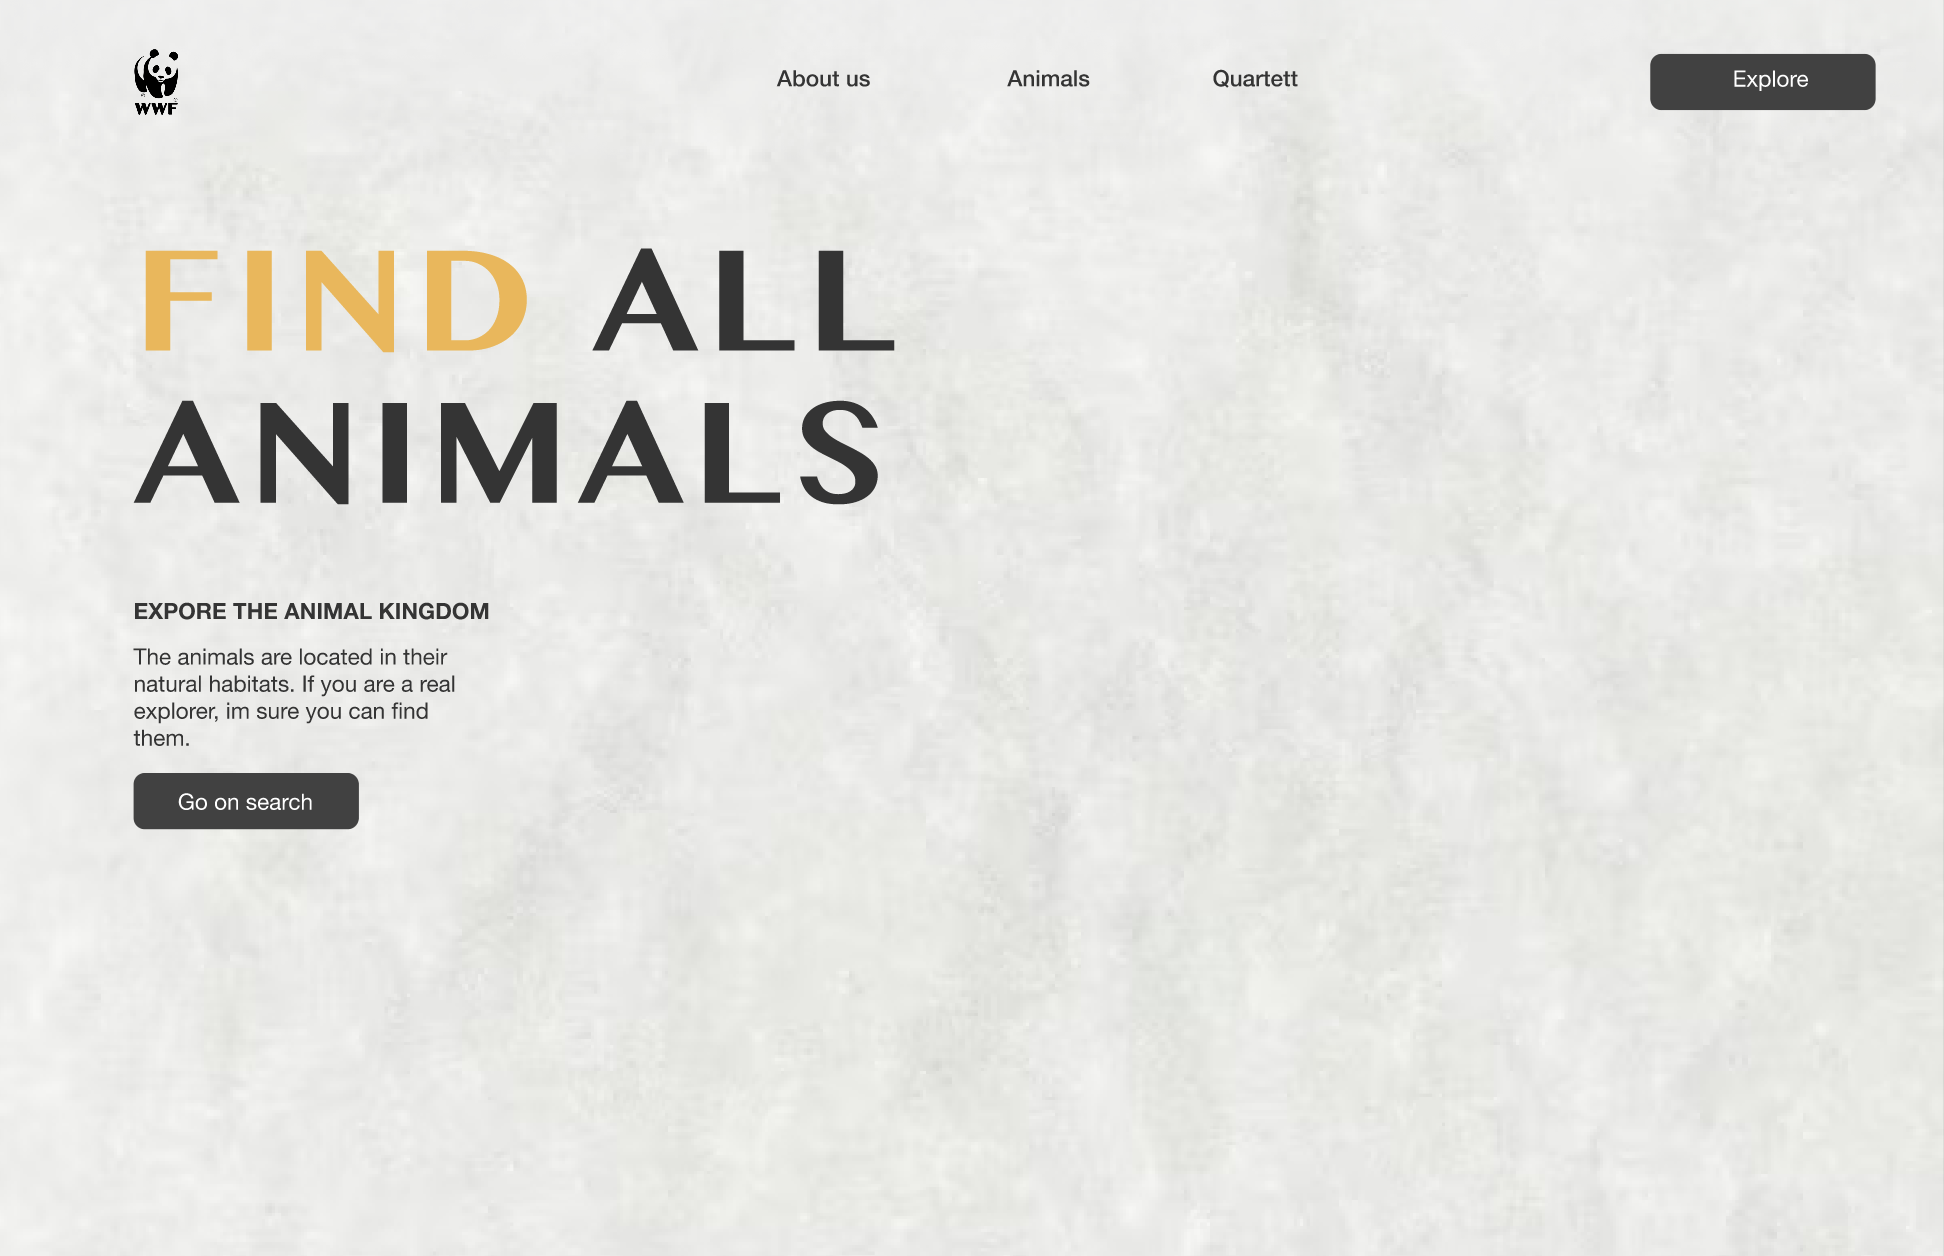 WWF
About us
Animals
Quartett
Explore
FIND ALL
ANIMALS
EXPORE THE ANIMAL KINGDOM
The animals are located in their
natural habitats. If you are a real
explorer, im sure you can find
them.
Go on search